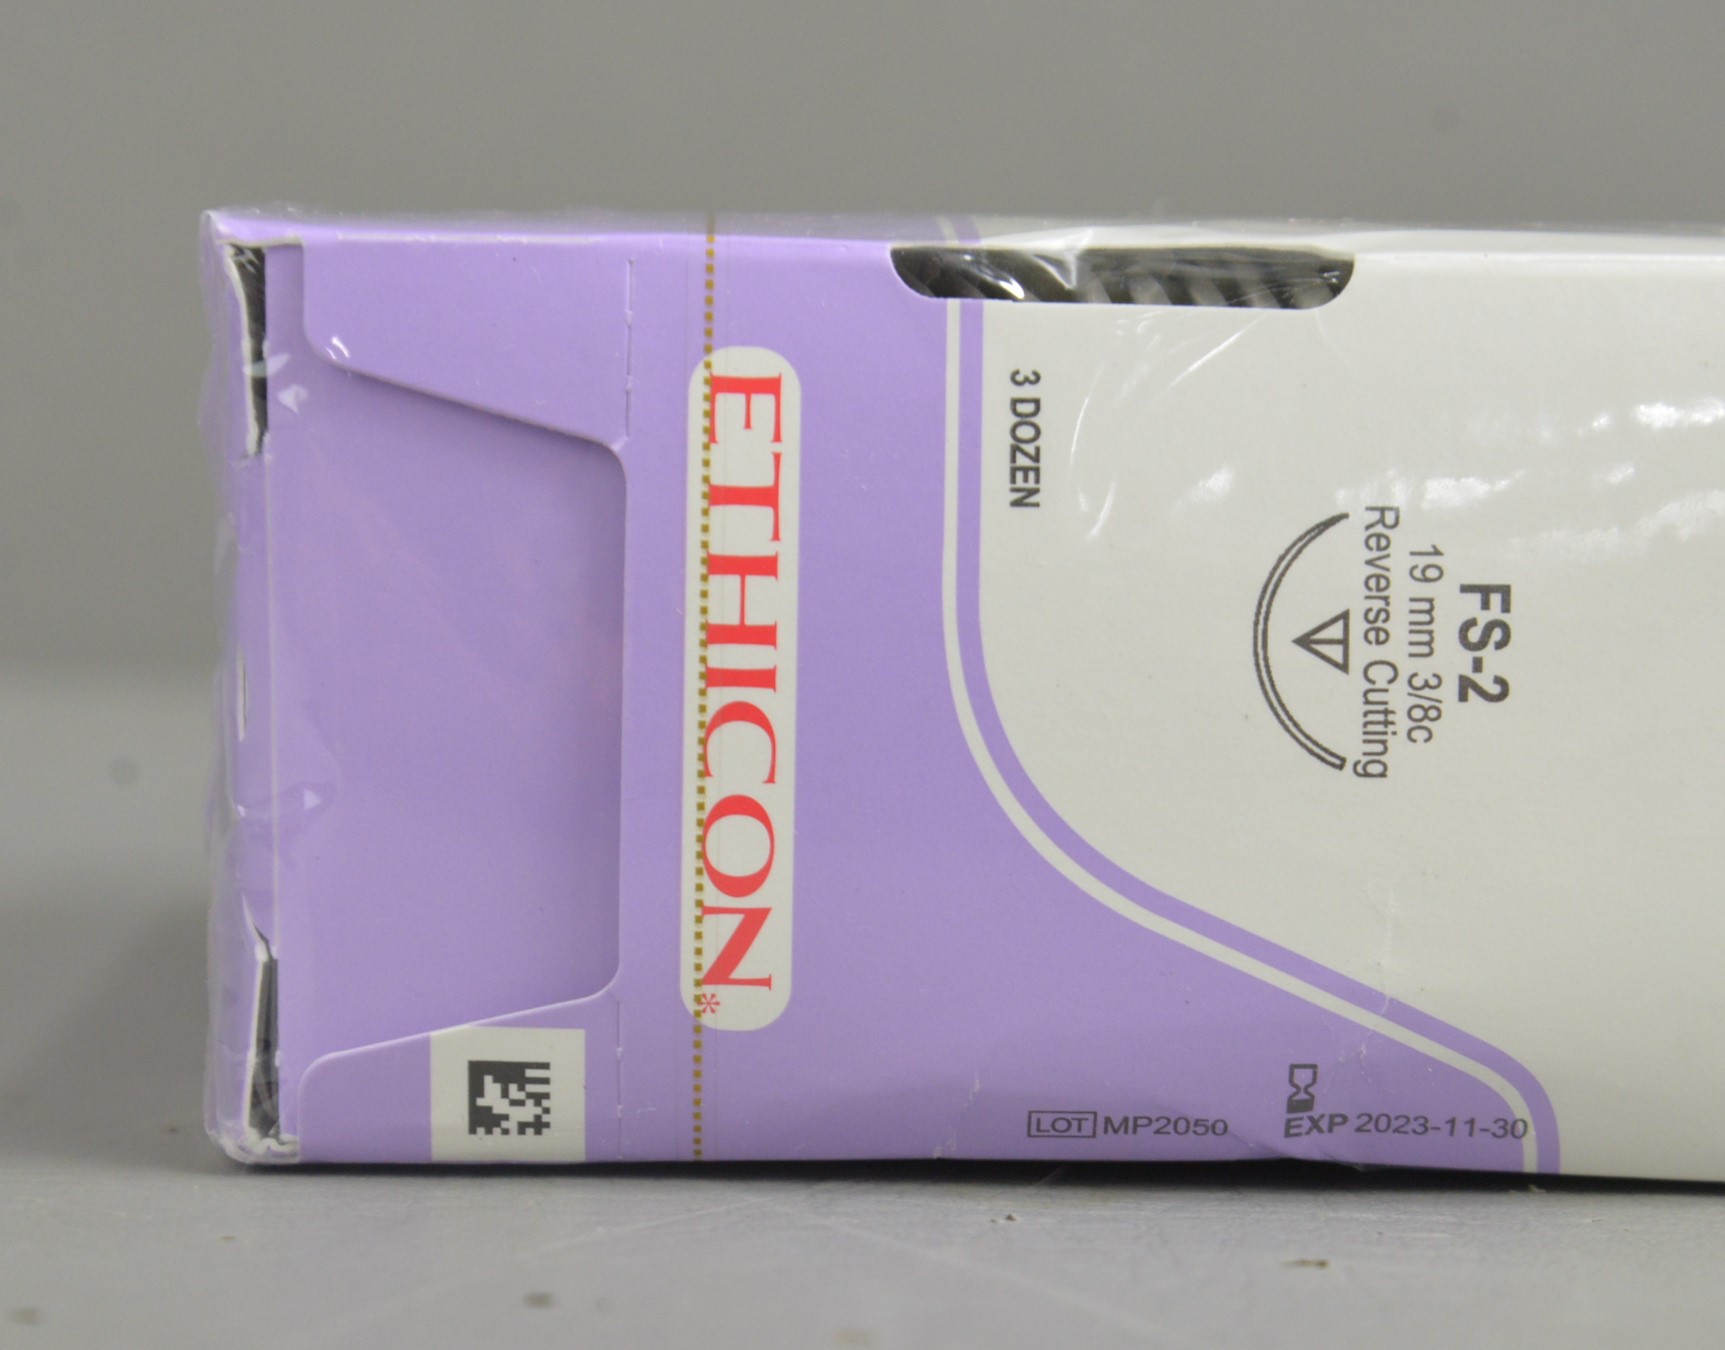 ETHICON*
3 DOZEN
FS-2
19 mm 3/8c
Reverse Cutting
LOT MP2050
EXP 2023-11-30